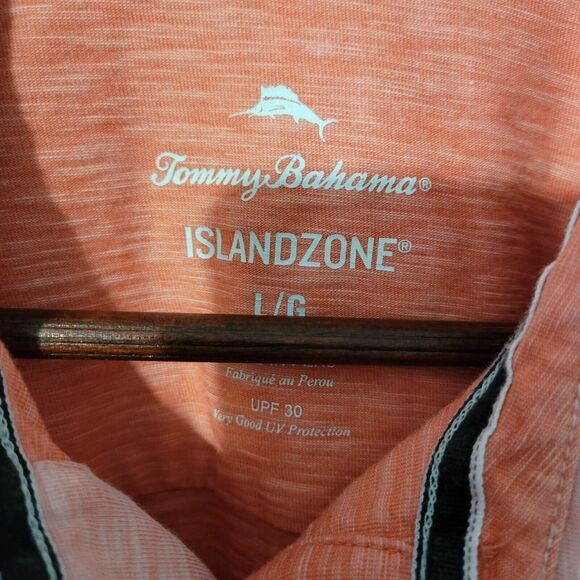 Tommy Bahama®
ISLANDZONE®
L/G
Fabriqué au Perou
UPF 30
Very Good UV Protection